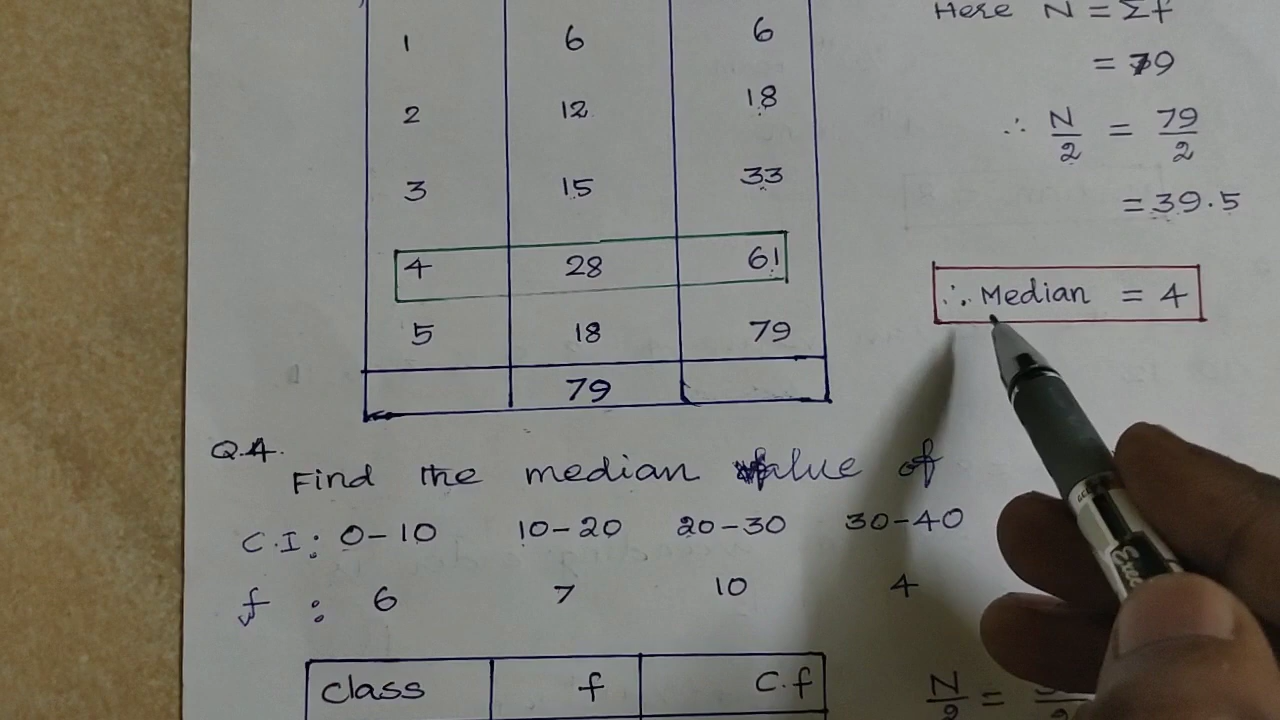 Here N = Σf
1 6 6
= 79
2 12 18
∴ N/2 = 79/2
3 15 33
= 39.5
4 28 61
∴ Median = 4
5 18 79
79
Q.4.
Find the median value of
C.I : 0-10 10-20 20-30 30-40
f : 6 7 10 4
class f C.f
N/2 =